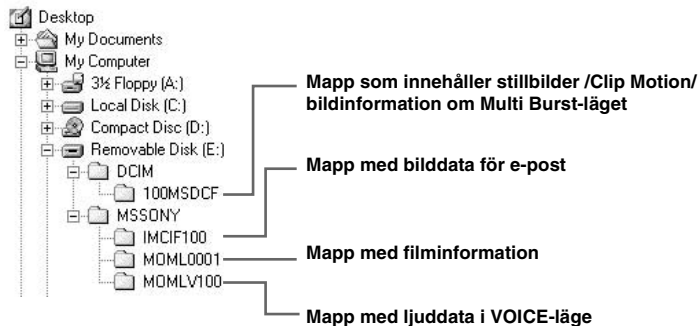 Desktop
My Documents
My Computer
3½ Floppy (A:)
Local Disk (C:)
Compact Disc (D:)
Removable Disk (E:)
DCIM
100MSDCF
MSSONY
IMCIF100
MOML0001
MOMLV100
Mapp som innehåller stillbilder /Clip Motion/
bildinformation om Multi Burst-läget
Mapp med bilddata för e-post
Mapp med filminformation
Mapp med ljuddata i VOICE-läge